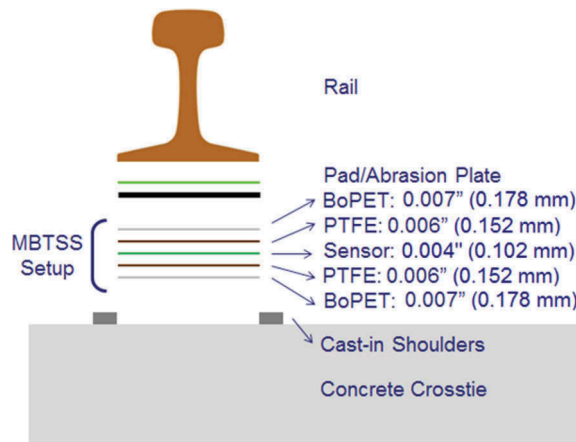 Rail
Pad/Abrasion Plate
BoPET: 0.007” (0.178 mm)
PTFE: 0.006” (0.152 mm)
MBTSS
Setup
Sensor: 0.004" (0.102 mm)
PTFE: 0.006” (0.152 mm)
BoPET: 0.007” (0.178 mm)
Cast-in Shoulders
Concrete Crosstie